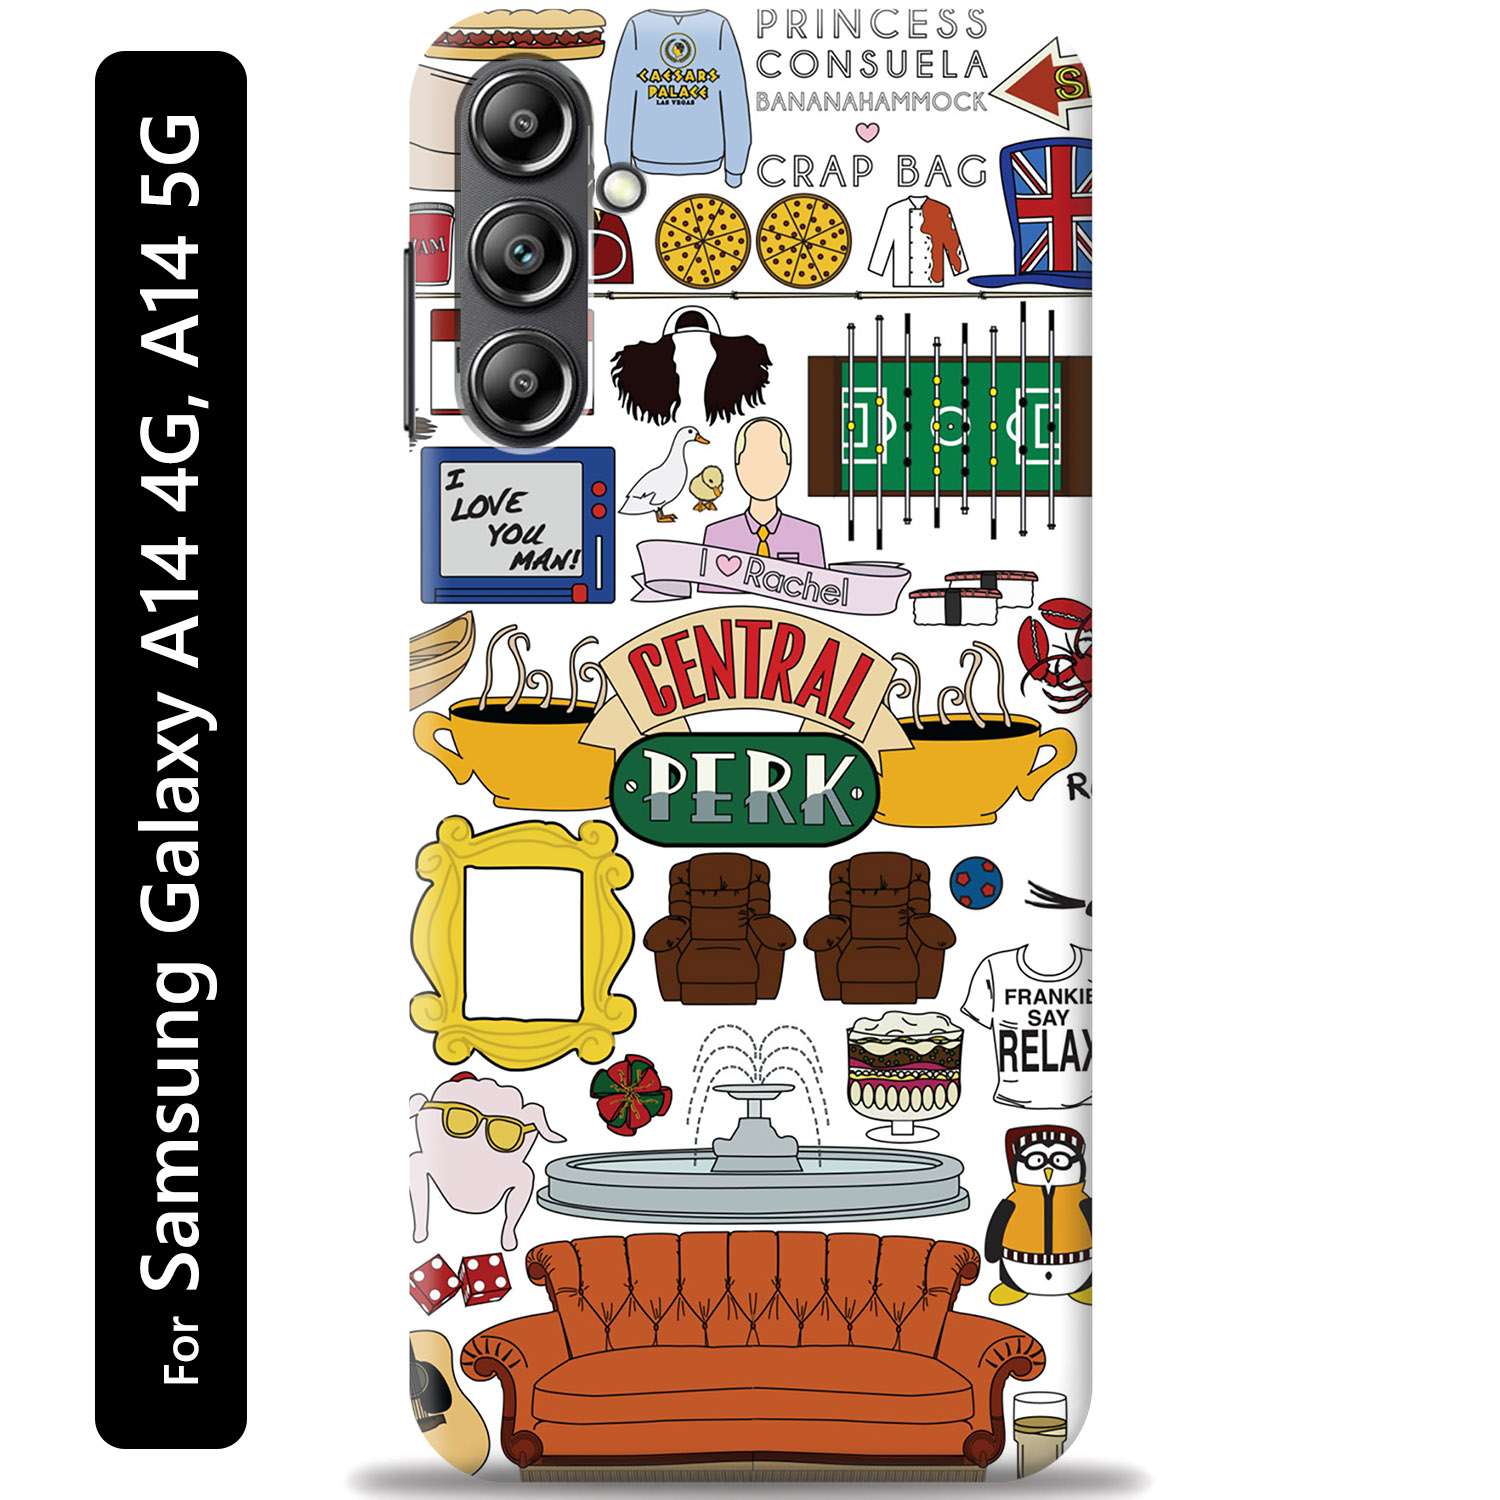 For Samsung Galaxy A14 4G, A14 5G
CAESARS
PALACE
LAS VEGAS
PRINCESS
CONSUELA
BANANAHAMMOCK
CRAP BAG
I
LOVE
YOU
MAN!
I Rachel
CENTRAL
PERK
FRANKIE
SAY
RELAX